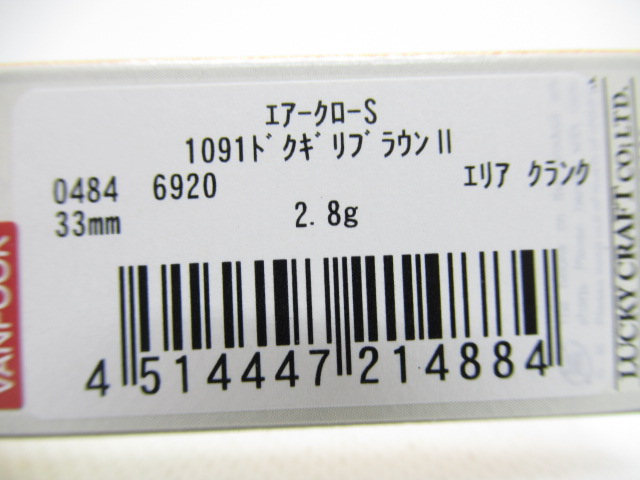 エアークローS
1091ドクギリブラウンII
0484 6920 エリア クランク
33mm 2.8g
4 514447 214884
VANFOOK
LUCKY CRAFT CO.,LTD.